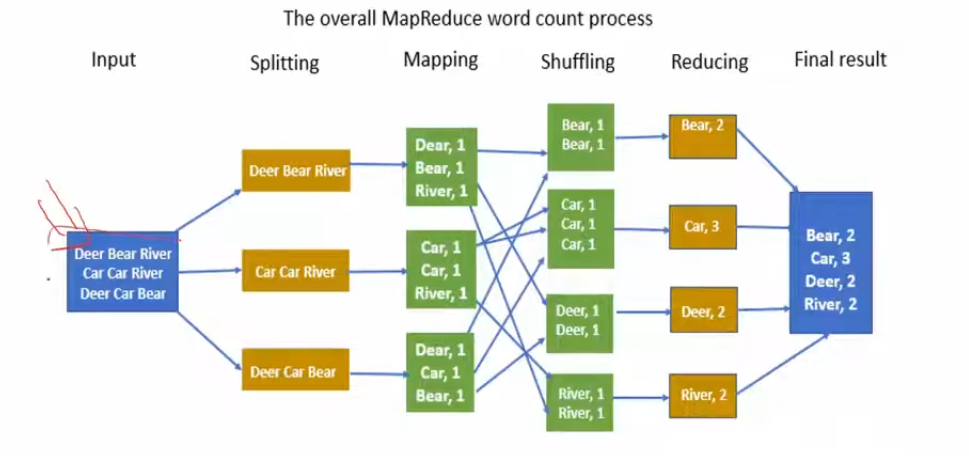 The overall MapReduce word count process
Input
Splitting
Mapping
Shuffling
Reducing
Final result
Deer Bear River
Car Car River
Deer Car Bear
Deer Bear River
Car Car River
Deer Car Bear
Dear, 1
Bear, 1
River, 1
Car, 1
Car, 1
River, 1
Dear, 1
Car, 1
Bear, 1
Bear, 1
Bear, 1
Car, 1
Car, 1
Car, 1
Deer, 1
Deer, 1
River, 1
River, 1
Bear, 2
Car, 3
Deer, 2
River, 2
Bear, 2
Car, 3
Deer, 2
River, 2